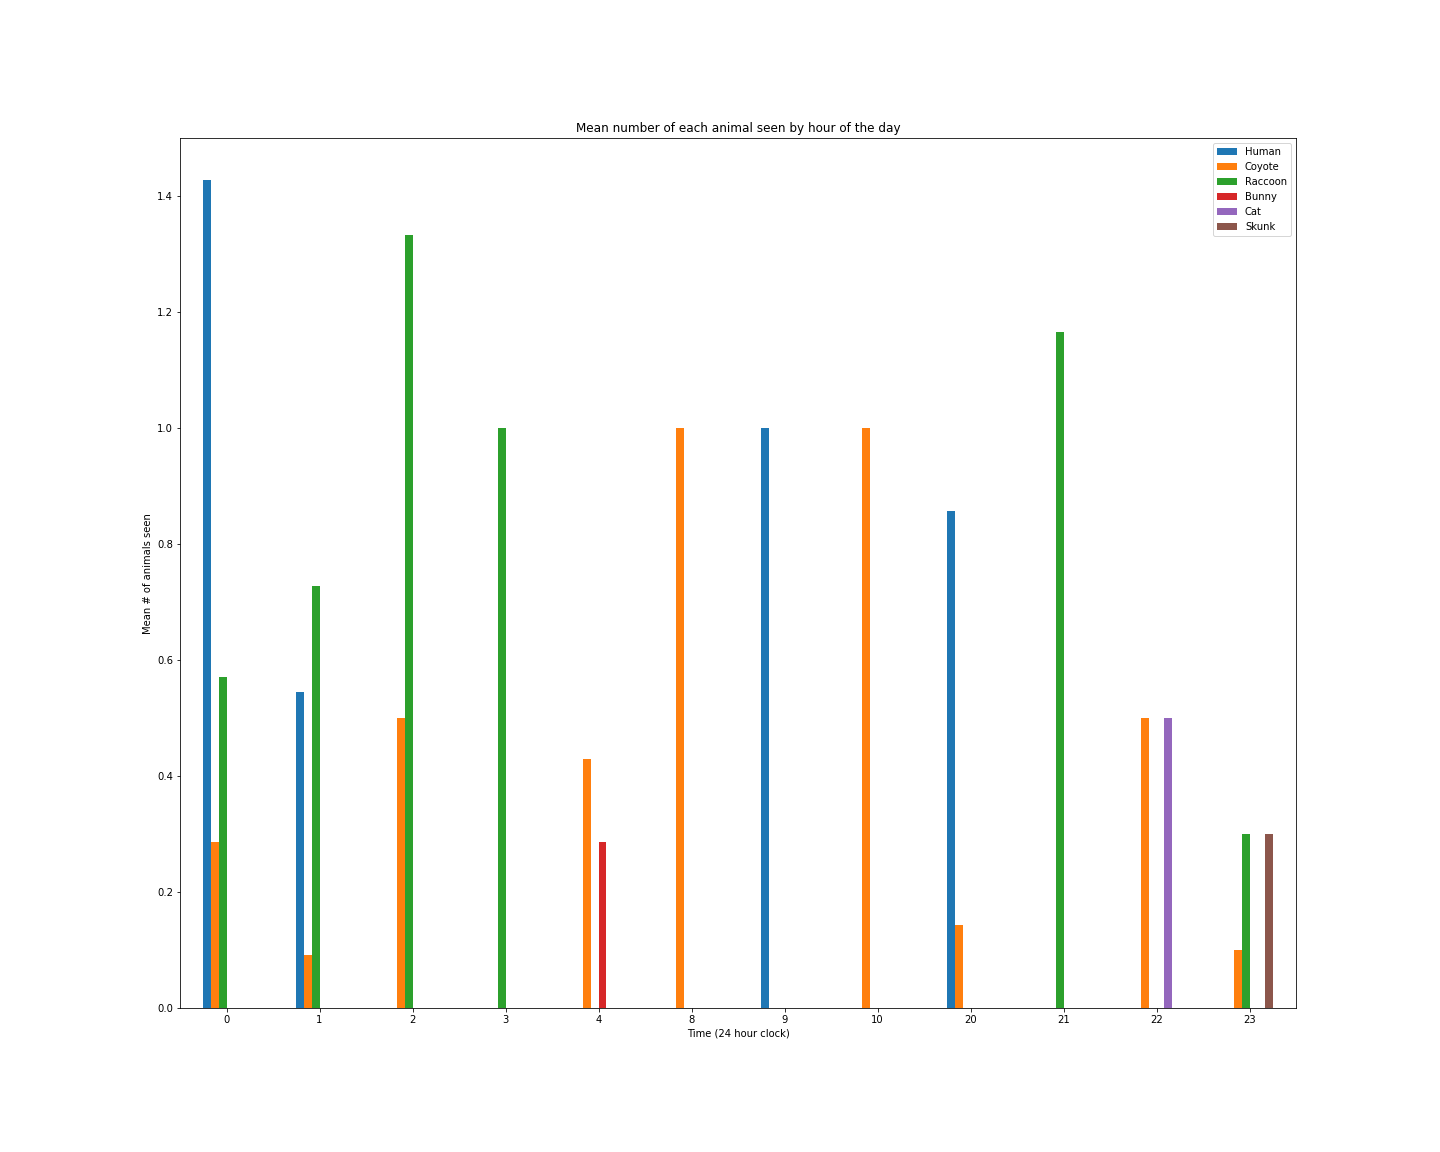 Mean number of each animal seen by hour of the day
Human
Coyote
Raccoon
Bunny
Cat
Skunk
1.4
1.2
1.0
0.8
0.6
0.4
0.2
0.0
Mean # of animals seen
0 1 2 3 4 8 9 10 20 21 22 23
Time (24 hour clock)